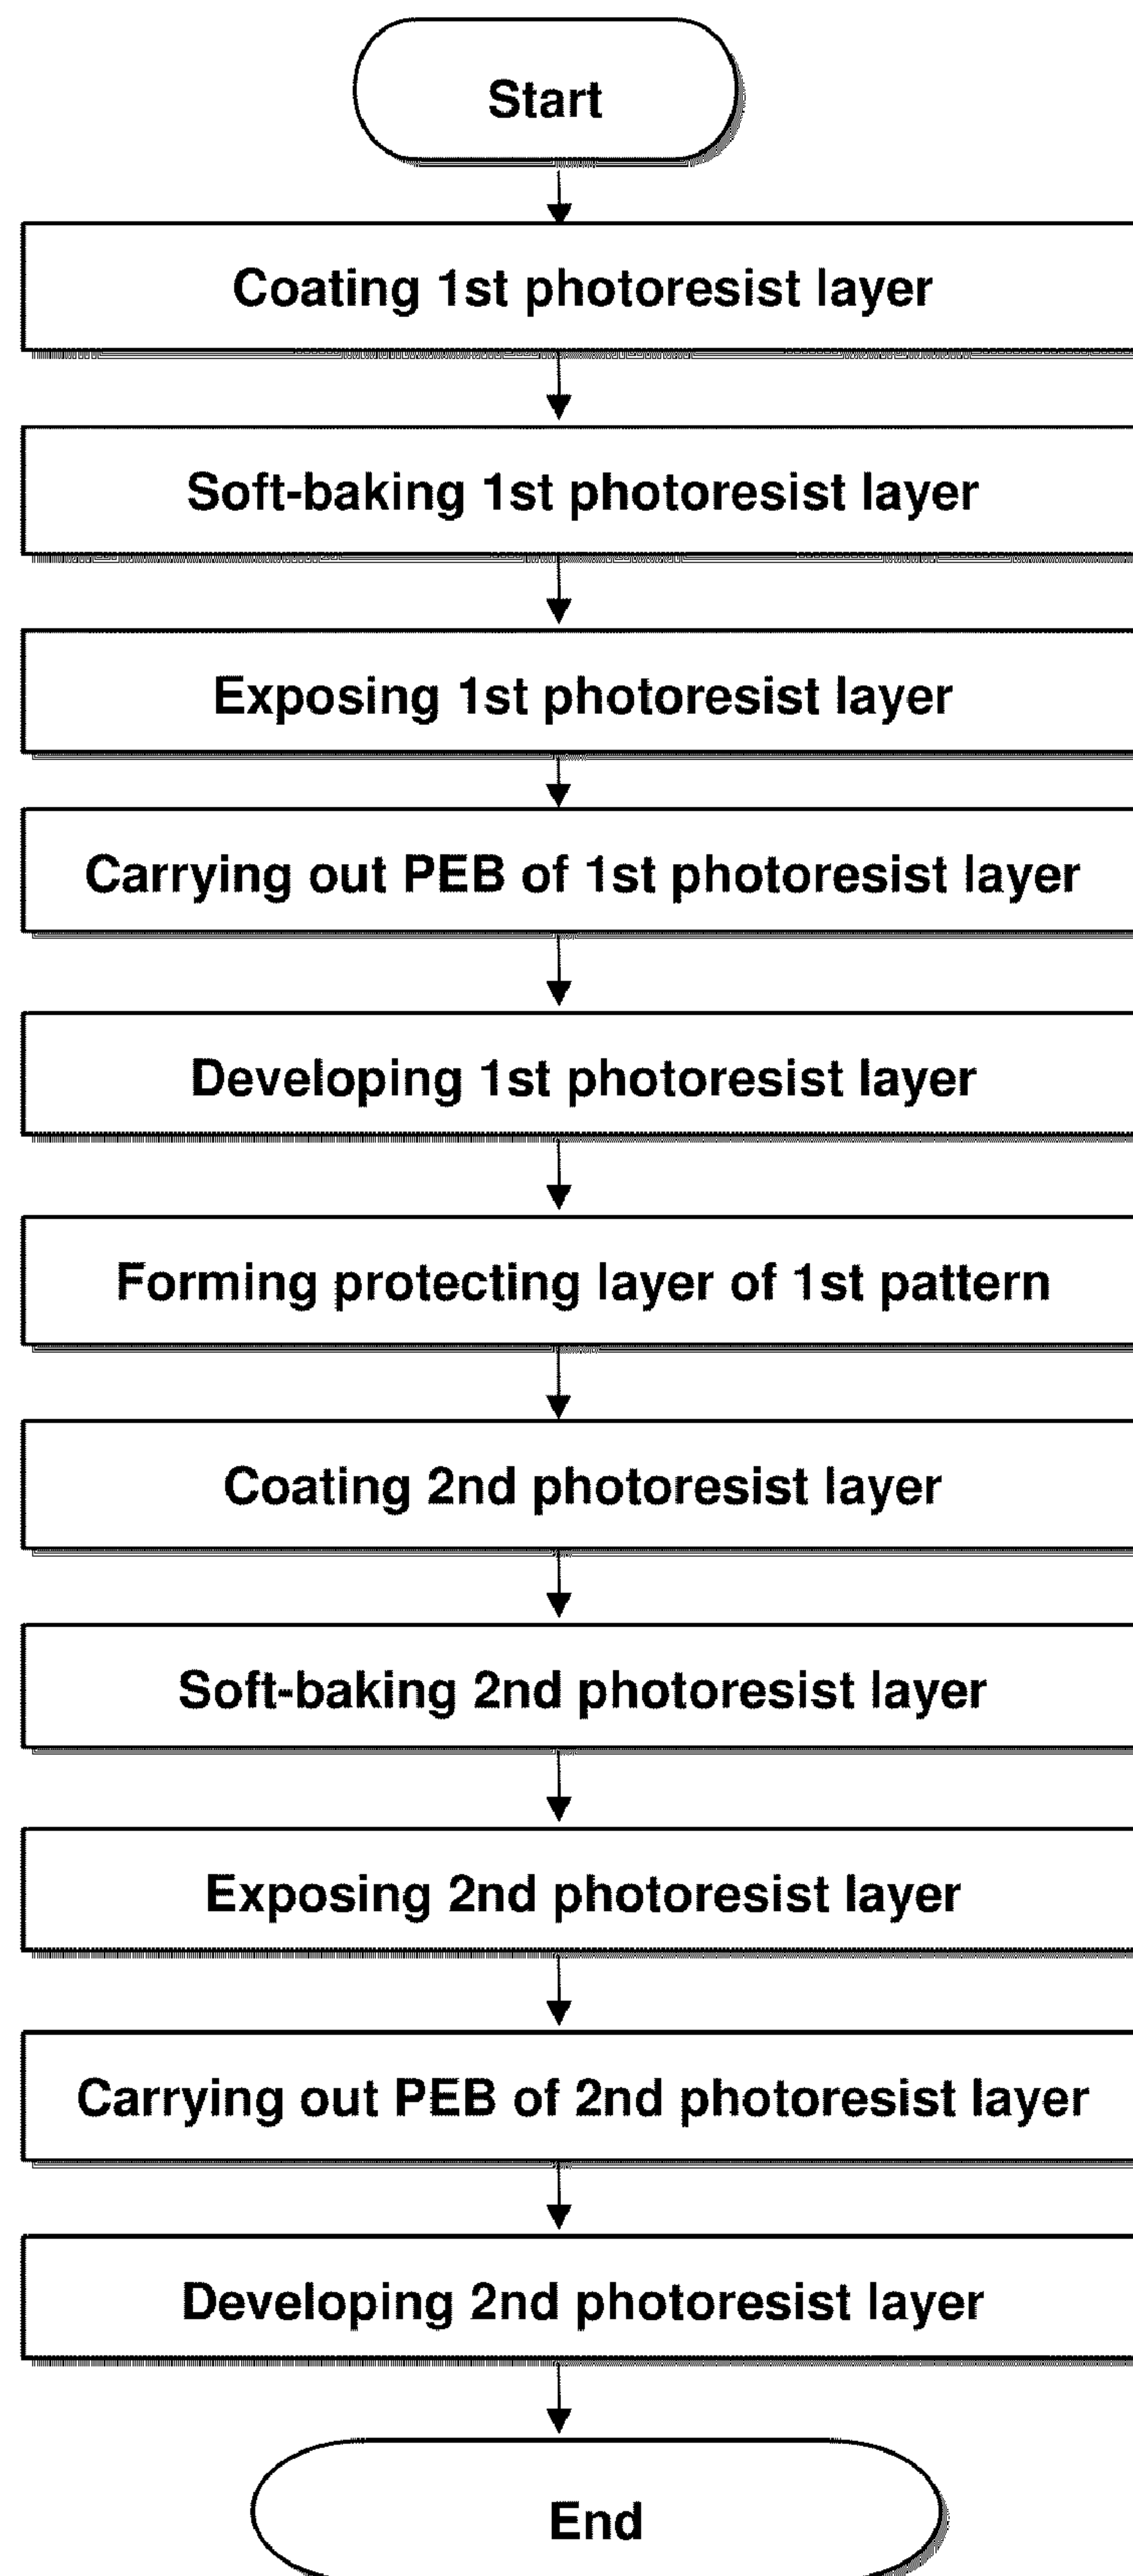 Start
Coating 1st photoresist layer
Soft-baking 1st photoresist layer
Exposing 1st photoresist layer
Carrying out PEB of 1st photoresist layer
Developing 1st photoresist layer
Forming protecting layer of 1st pattern
Coating 2nd photoresist layer
Soft-baking 2nd photoresist layer
Exposing 2nd photoresist layer
Carrying out PEB of 2nd photoresist layer
Developing 2nd photoresist layer
End